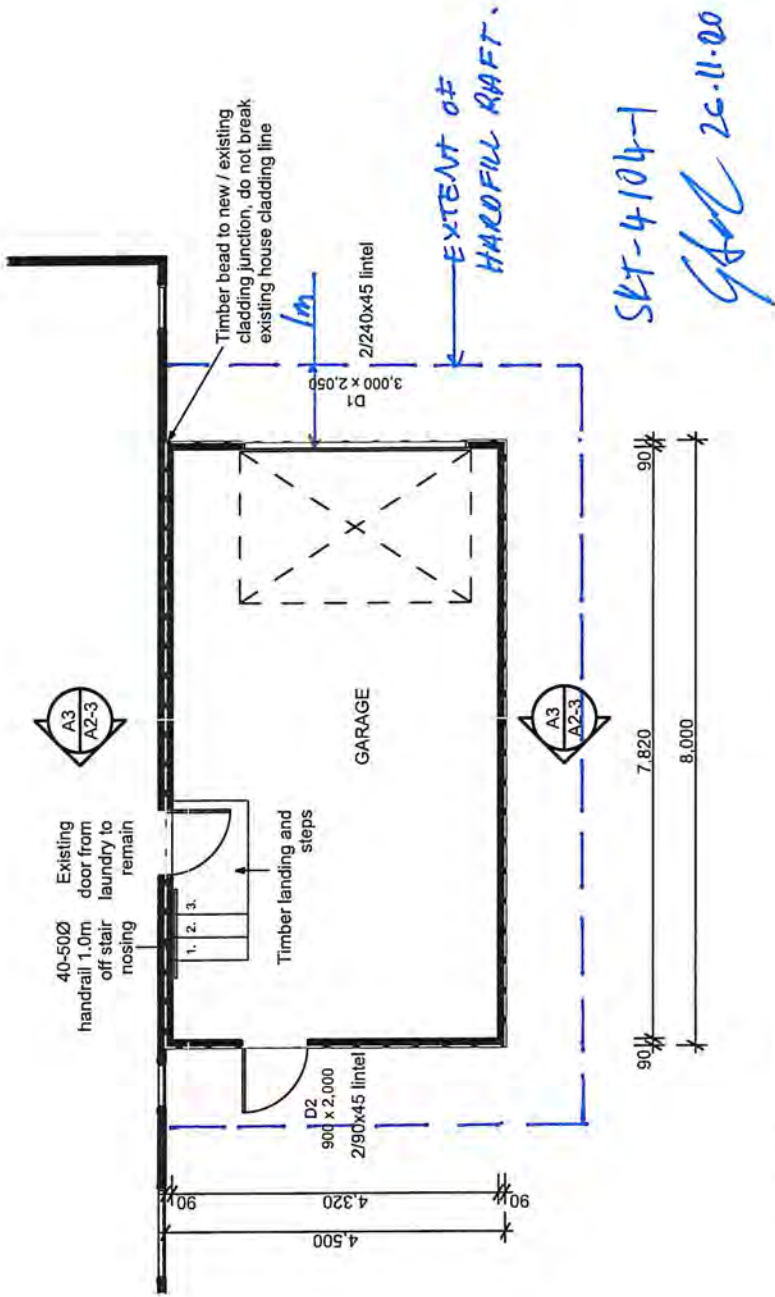 40-50Ø
handrail 1.0m
off stair
nosing
Existing
door from
laundry to
remain
A3
A2-3
Timber bead to new / existing
cladding junction, do not break
existing house cladding line
1m
1. 2. 3.
Timber landing and
steps
GARAGE
X
D1
3,000 x 2,050
2/240x45 lintel
EXTENT OF
HARDFILL RAFT.
D2
900 x 2,000
2/90x45 lintel
A3
A2-3
90
4,320
90
4,500
90
7,820
90
8,000
SKT-4104-1
26.11.20